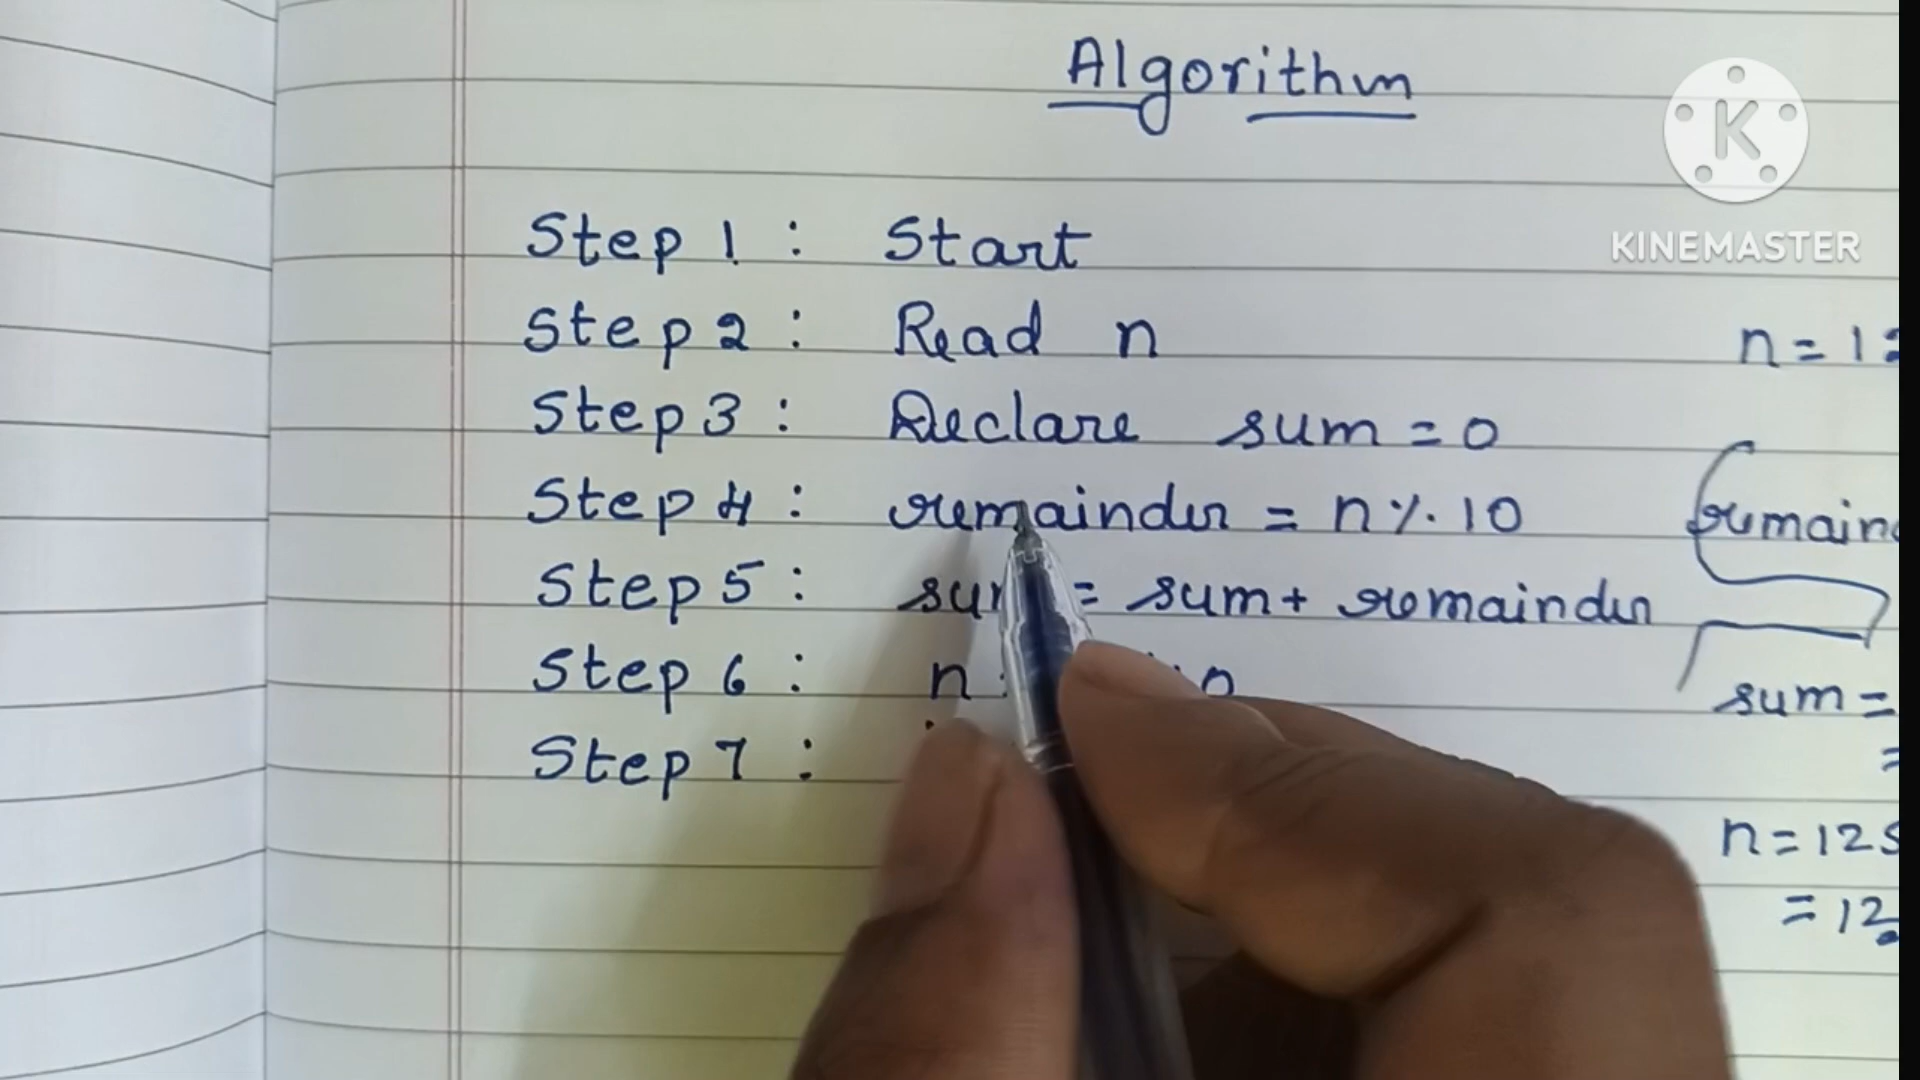 Algorithm
KINEMASTER
Step 1 : Start
Step 2 : Read n
n = 12
Step 3 : Declare sum = 0
Step 4 : remainder = n % 10
Step 5 : = sum + remainder
Step 6 : n
sum =
Step 7 :
=
n = 125
= 12